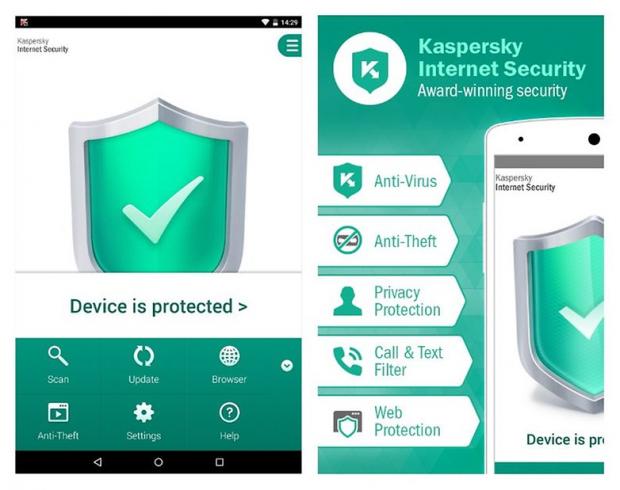 14:29
Kaspersky
Internet Security
Device is protected >
Scan
Update
Browser
Anti-Theft
Settings
Help
Kaspersky
Internet Security
Award-winning security
Anti-Virus
Anti-Theft
Privacy
Protection
Call & Text
Filter
Web
Protection
Kaspersky
Internet Security
Device is pro